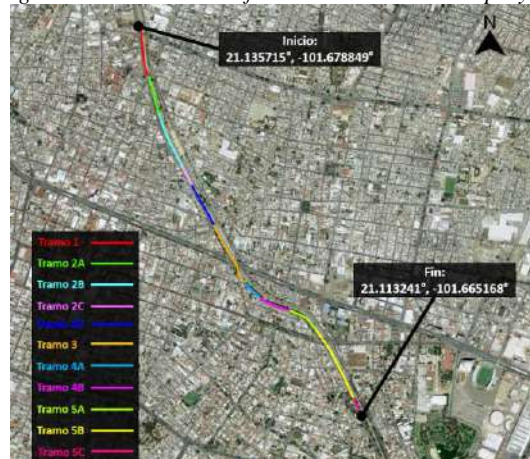 N
Inicio:
21.135715°, -101.678849°
Fin:
21.113241°, -101.665168°
Tramo 1
Tramo 2A
Tramo 2B
Tramo 2C
Tramo 3
Tramo 4A
Tramo 4B
Tramo 5A
Tramo 5B
Tramo 5C